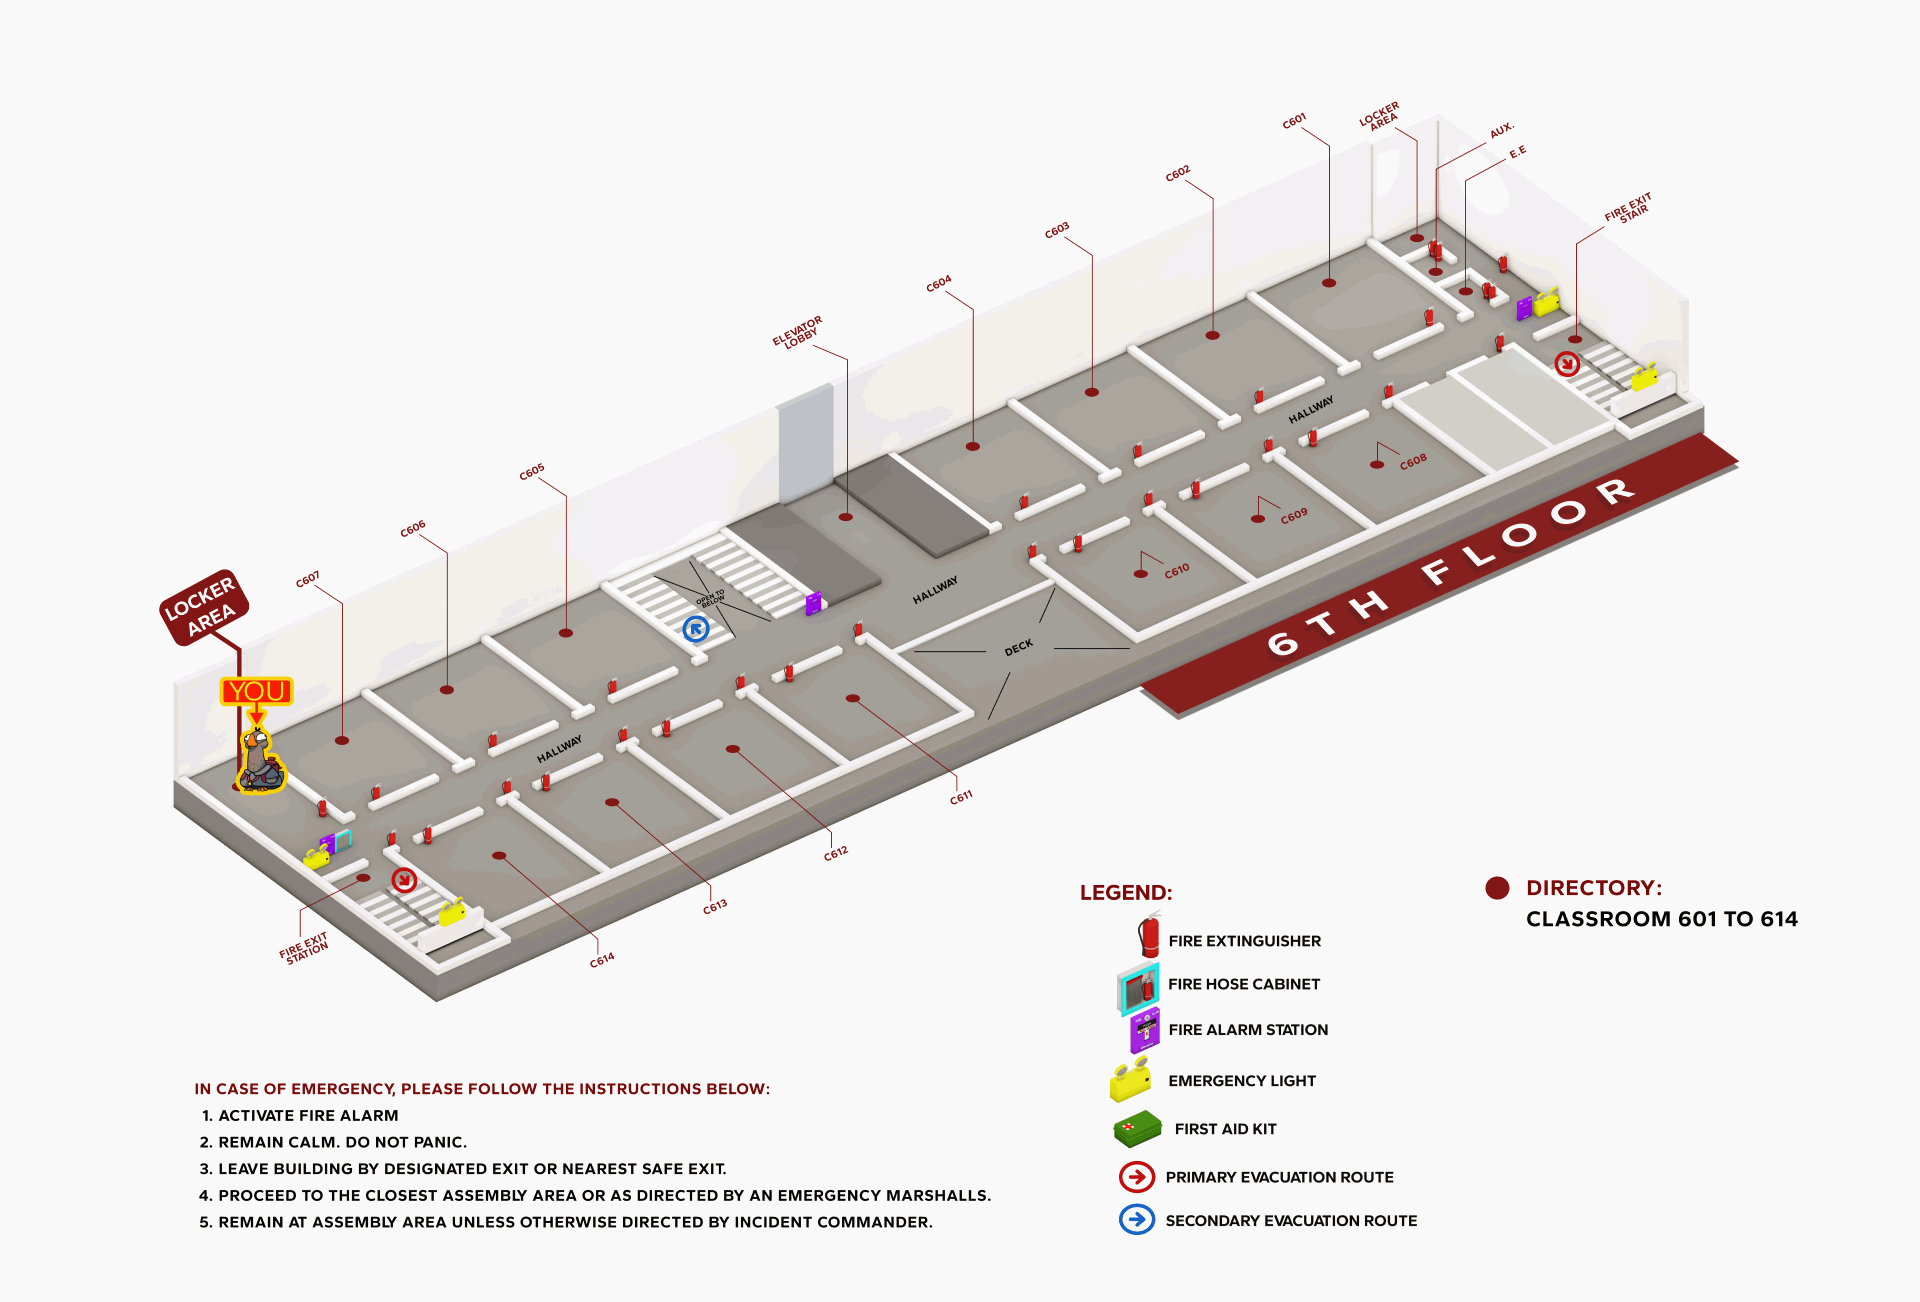 LOCKER
AREA
AUX.
E.E
C601
C602
FIRE EXIT
STAIR
C603
C604
ELEVATOR
LOBBY
C605
C606
C607
LOCKER
AREA
YOU
OPEN TO
BELOW
HALLWAY
HALLWAY
HALLWAY
DECK
C608
C609
C610
C611
C612
C613
C614
FIRE EXIT
STATION
6TH FLOOR
LEGEND:
FIRE EXTINGUISHER
FIRE HOSE CABINET
FIRE ALARM STATION
EMERGENCY LIGHT
FIRST AID KIT
PRIMARY EVACUATION ROUTE
SECONDARY EVACUATION ROUTE
DIRECTORY:
CLASSROOM 601 TO 614
IN CASE OF EMERGENCY, PLEASE FOLLOW THE INSTRUCTIONS BELOW:
1. ACTIVATE FIRE ALARM
2. REMAIN CALM. DO NOT PANIC.
3. LEAVE BUILDING BY DESIGNATED EXIT OR NEAREST SAFE EXIT.
4. PROCEED TO THE CLOSEST ASSEMBLY AREA OR AS DIRECTED BY AN EMERGENCY MARSHALLS.
5. REMAIN AT ASSEMBLY AREA UNLESS OTHERWISE DIRECTED BY INCIDENT COMMANDER.